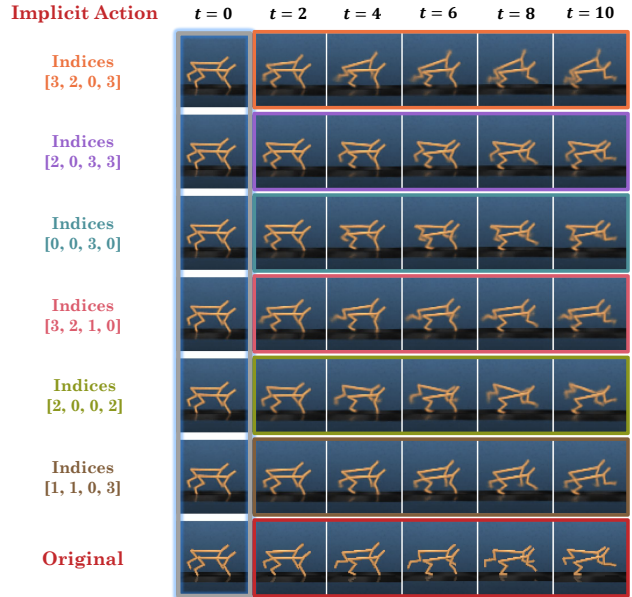 Implicit Action t = 0 t = 2 t = 4 t = 6 t = 8 t = 10
Indices
[3, 2, 0, 3]
Indices
[2, 0, 3, 3]
Indices
[0, 0, 3, 0]
Indices
[3, 2, 1, 0]
Indices
[2, 0, 0, 2]
Indices
[1, 1, 0, 3]
Original